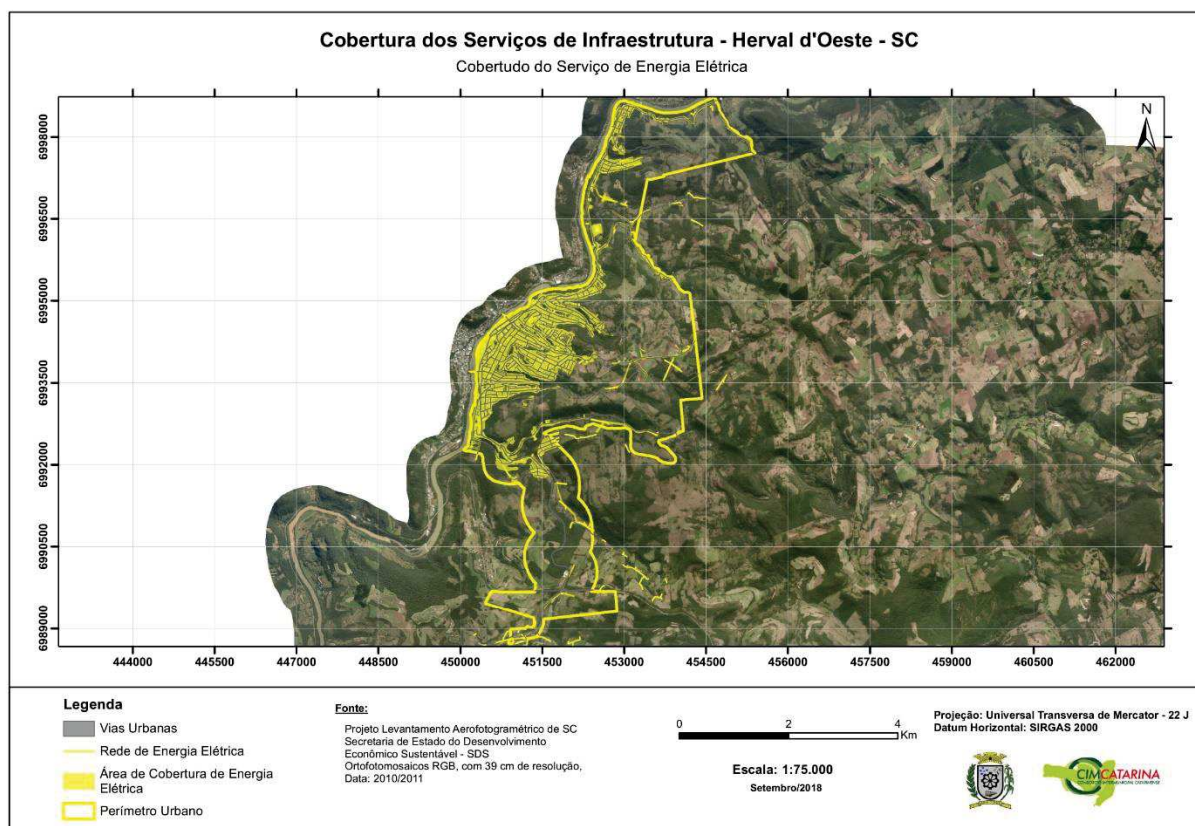 Cobertura dos Serviços de Infraestrutura - Herval d'Oeste - SC
Cobertudo do Serviço de Energia Elétrica
N
6998000
6996500
6995000
6993500
6992000
6990500
6989000
444000 445500 447000 448500 450000 451500 453000 454500 456000 457500 459000 460500 462000
Legenda
Vias Urbanas
Rede de Energia Elétrica
Área de Cobertura de Energia
Elétrica
Perímetro Urbano
Fonte:
Projeto Levantamento Aerofotogramétrico de SC
Secretaria de Estado do Desenvolvimento
Econômico Sustentável - SDS
Ortofotomosaicos RGB, com 39 cm de resolução,
Data: 2010/2011
0 2 4
Km
Escala: 1:75.000
Setembro/2018
Projeção: Universal Transversa de Mercator - 22 J
Datum Horizontal: SIRGAS 2000
CIMCATARINA